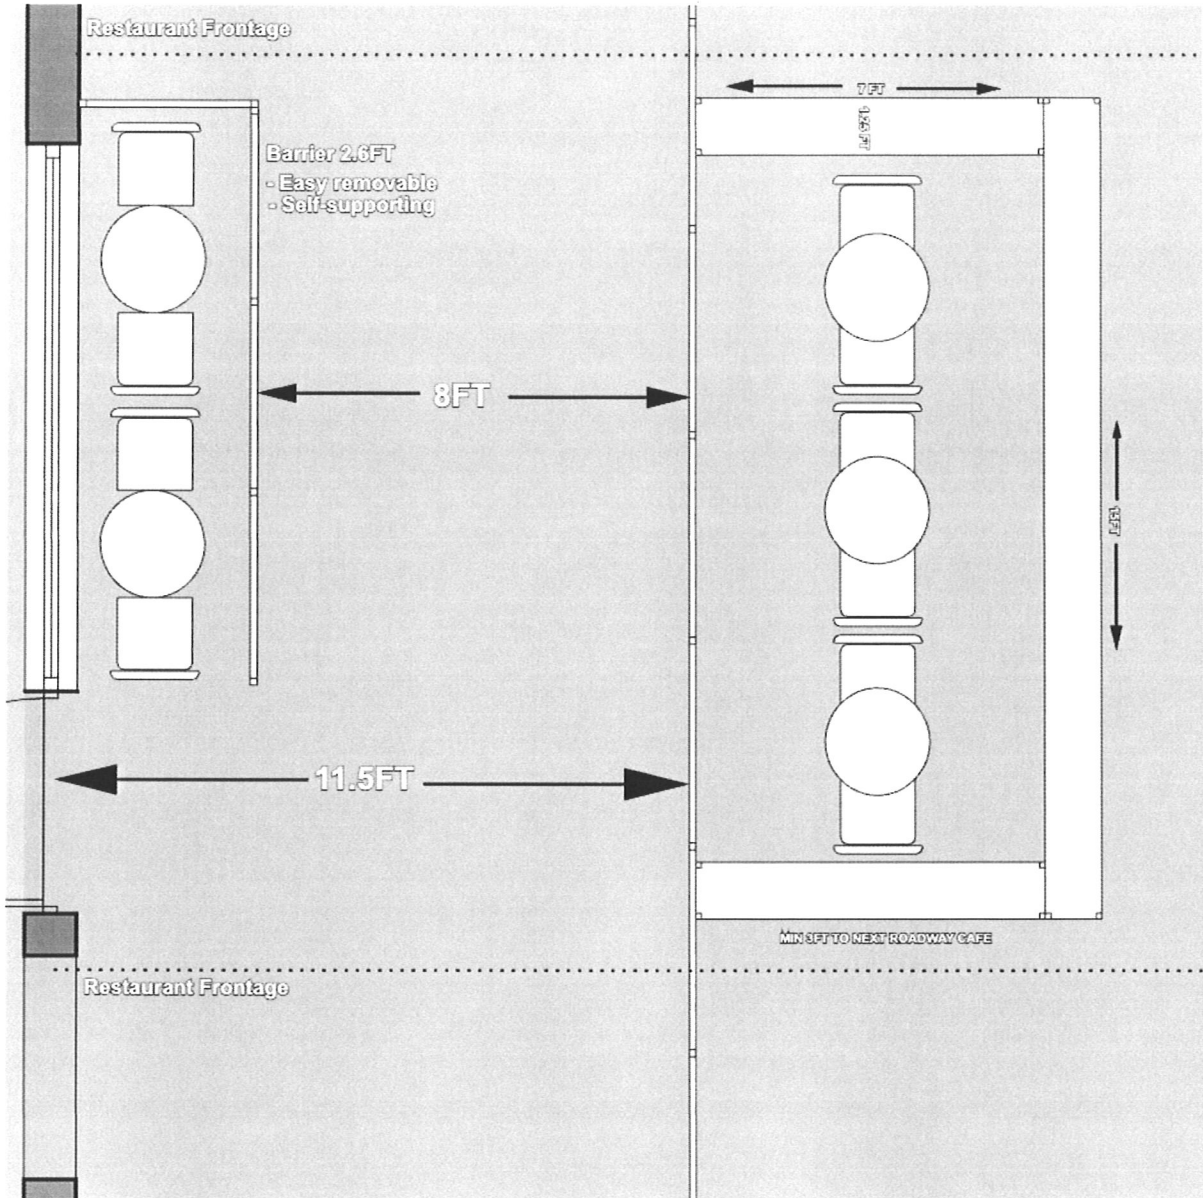 Restaurant Frontage
7 FT
1.25 FT
Barrier 2.6FT
- Easy removable
- Self-supporting
8FT
15FT
11.5FT
MIN 3FT TO NEXT ROADWAY CAFE
Restaurant Frontage